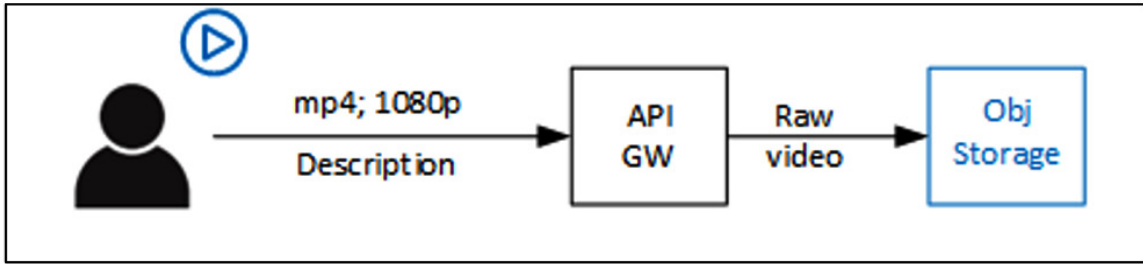 mp4; 1080p
Description
API
GW
Raw
video
Obj
Storage